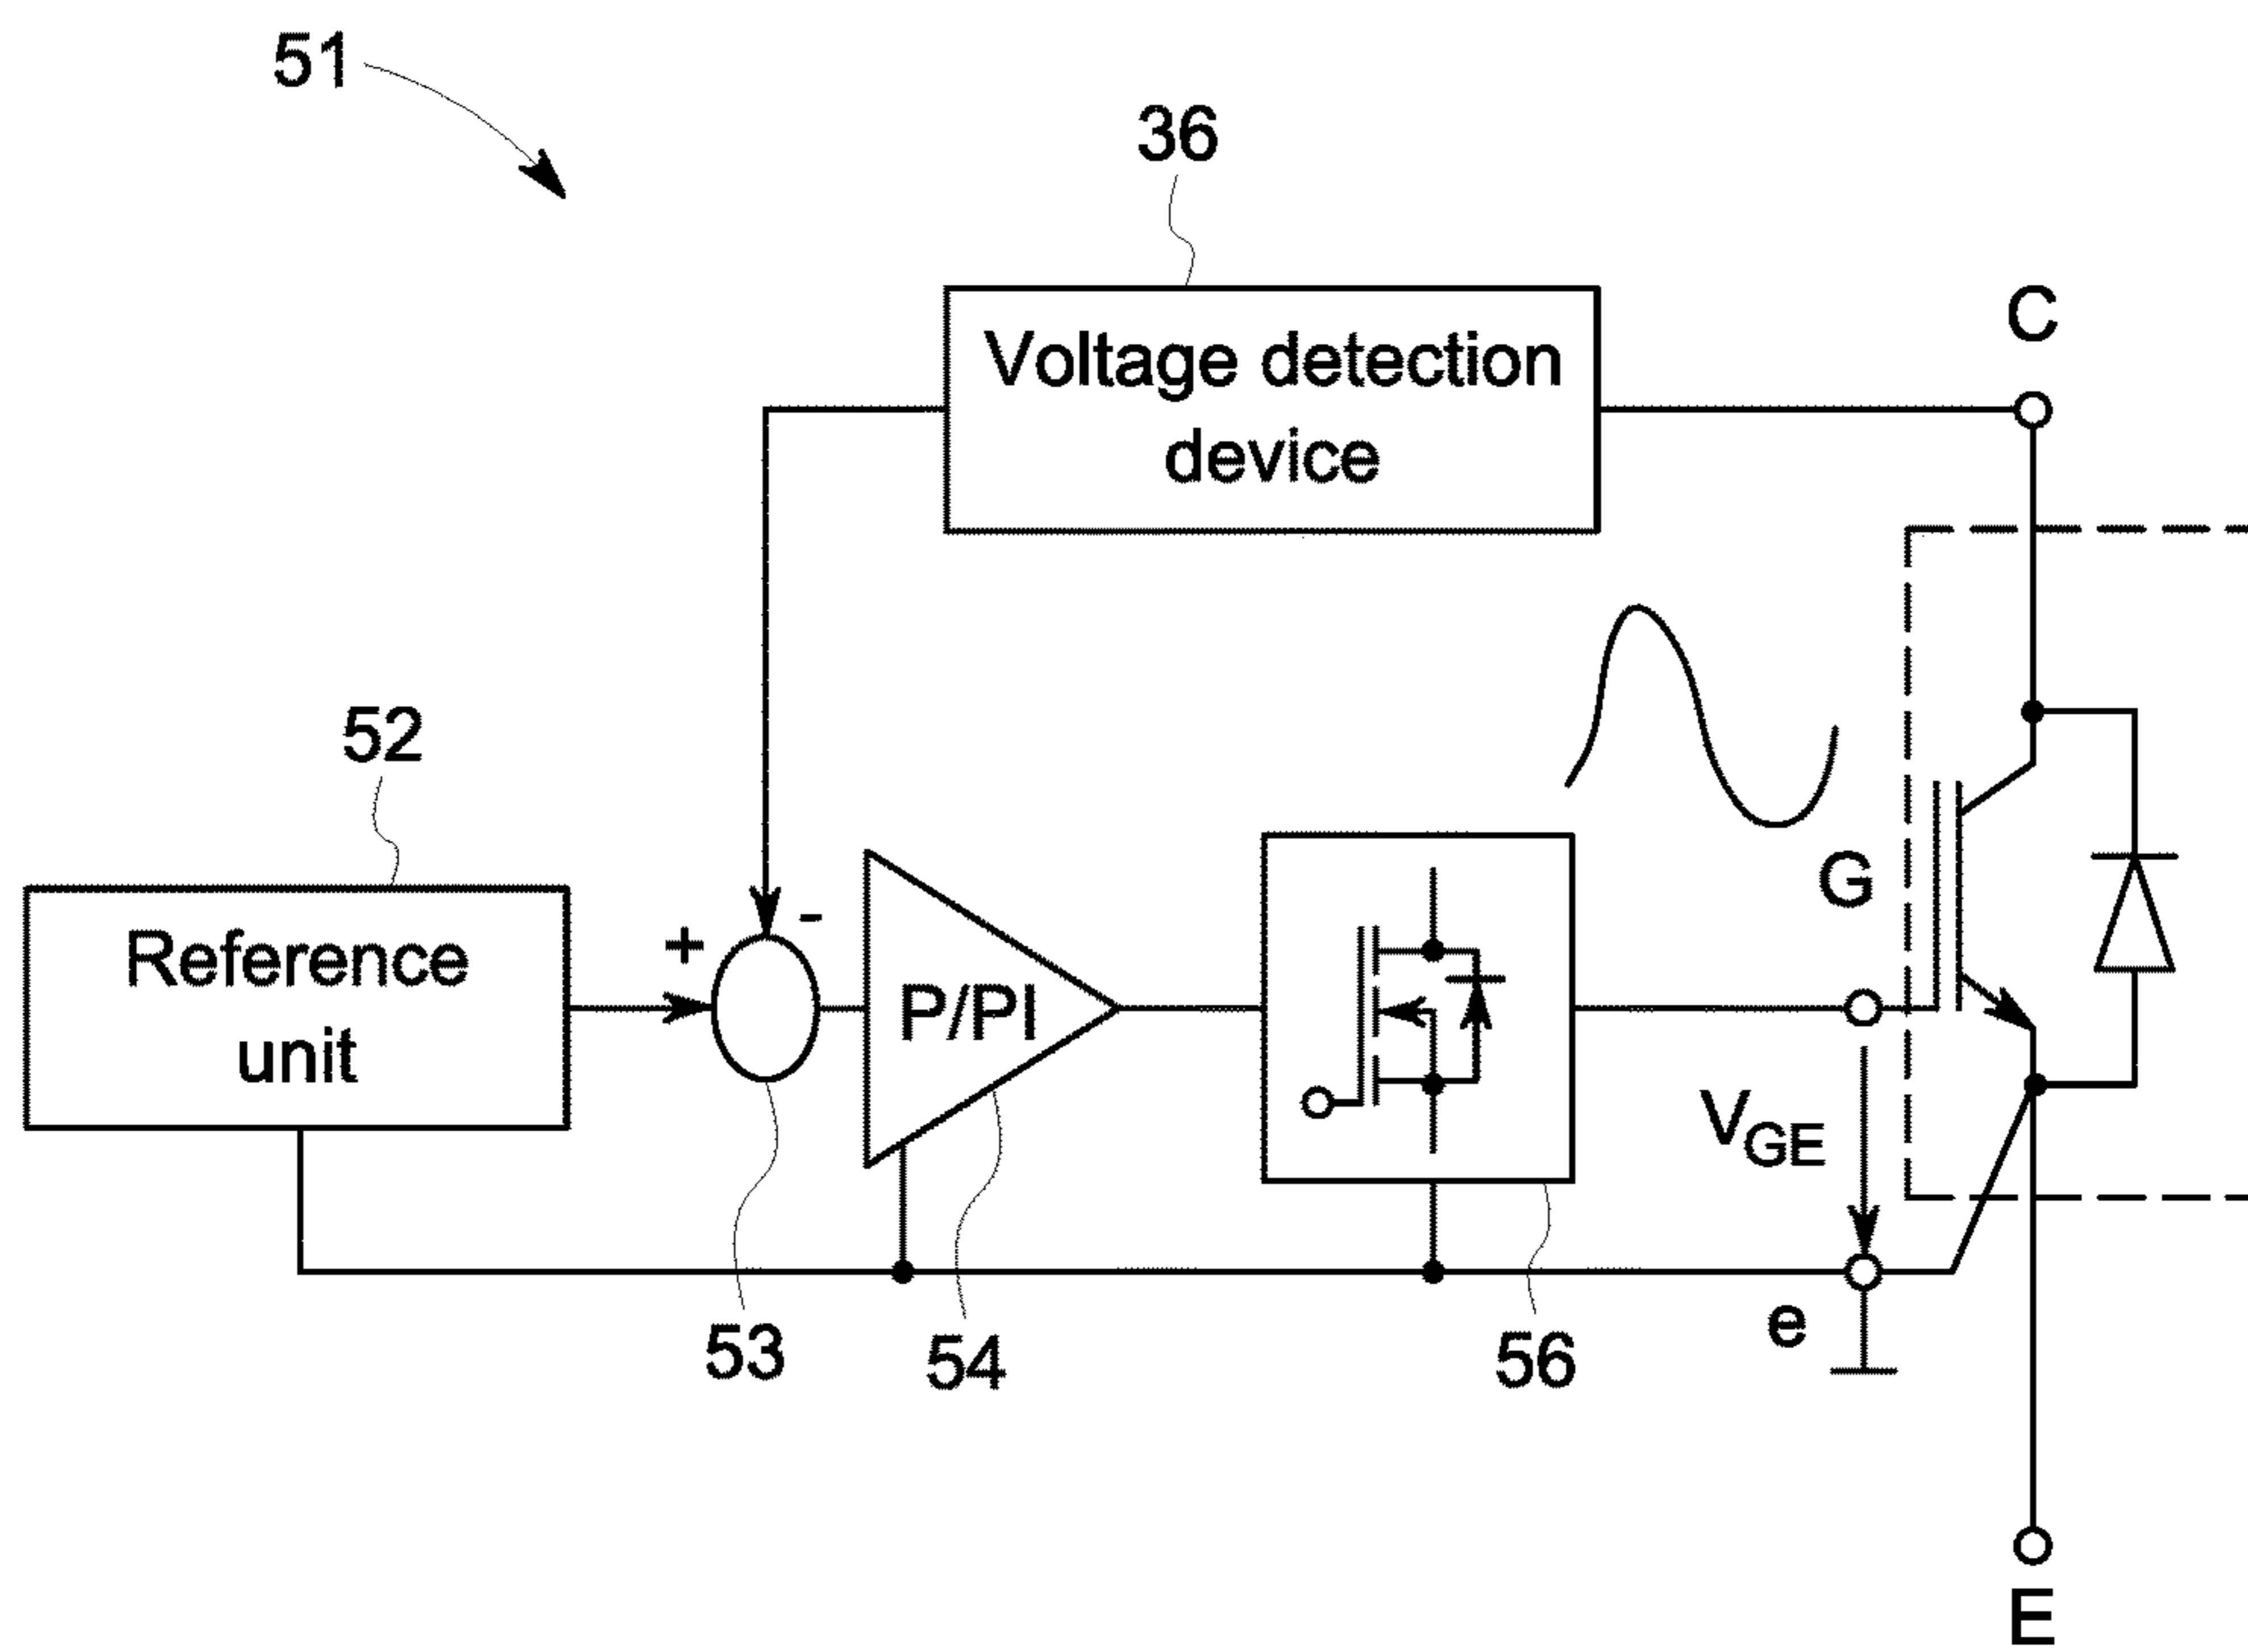 51
36
Voltage detection
device
C
52
Reference
unit
+
-
P/PI
G
VGE
e
53
54
56
E